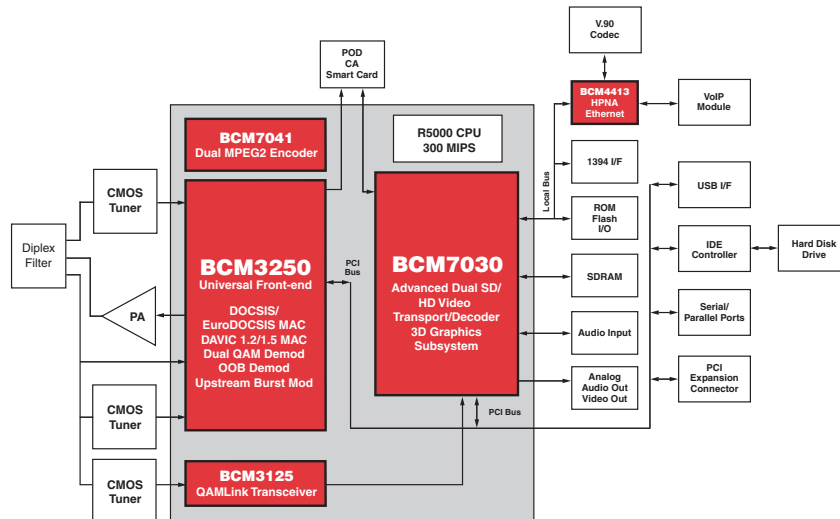 V.90
Codec
POD
CA
Smart Card
BCM4413
HPNA
Ethernet
VoIP
Module
BCM7041
Dual MPEG2 Encoder
R5000 CPU
300 MIPS
1394 I/F
Local Bus
CMOS
Tuner
USB I/F
ROM
Flash
I/O
Diplex
Filter
BCM3250
Universal Front-end
DOCSIS/
EuroDOCSIS MAC
DAVIC 1.2/1.5 MAC
Dual QAM Demod
OOB Demod
Upstream Burst Mod
PCI
Bus
BCM7030
Advanced Dual SD/
HD Video
Transport/Decoder
3D Graphics
Subsystem
IDE
Controller
Hard Disk
Drive
SDRAM
PA
Serial/
Parallel Ports
Audio Input
Analog
Audio Out
Video Out
PCI
Expansion
Connector
CMOS
Tuner
PCI Bus
CMOS
Tuner
BCM3125
QAMLink Transceiver